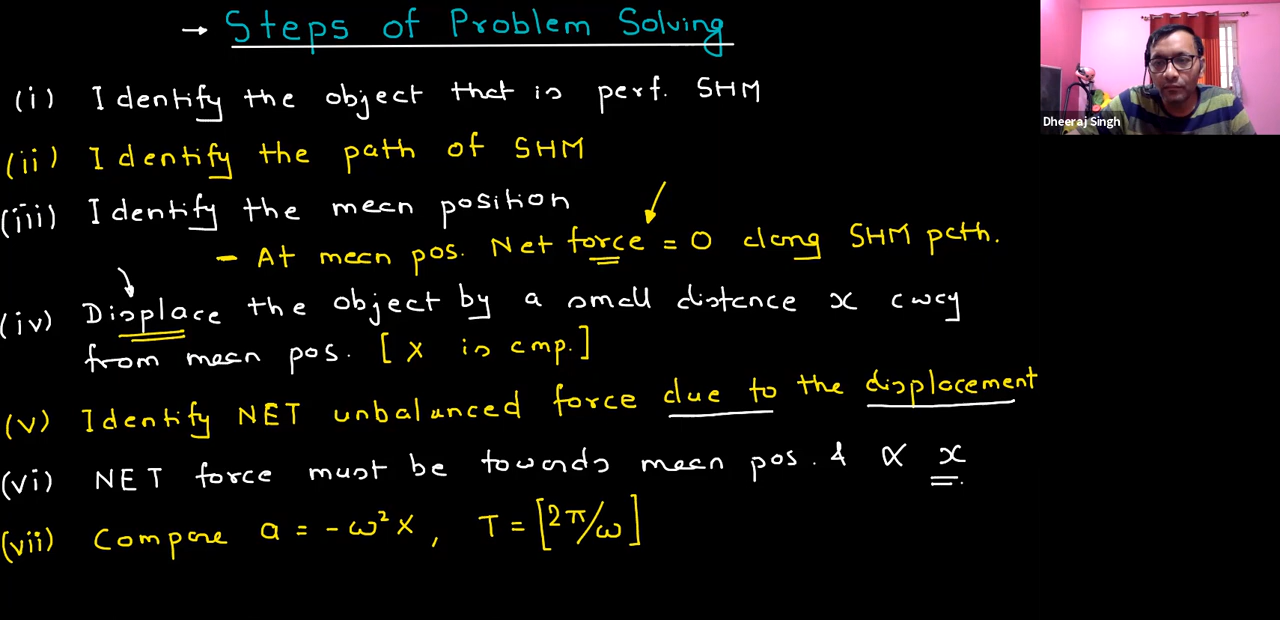 → Steps of Problem Solving
(i) Identify the object that is perf. SHM
(ii) Identify the path of SHM
(iii) Identify the mean position
- At mean pos. Net force = 0 along SHM path.
(iv) Displace the object by a small distance x away
from mean pos. [x is amp.]
(v) Identify NET unbalanced force due to the displacement
(vi) NET force must be towards mean pos. & ∝ x
(vii) Compare a = -ω²x, T = [2π/ω]
Dheeraj Singh